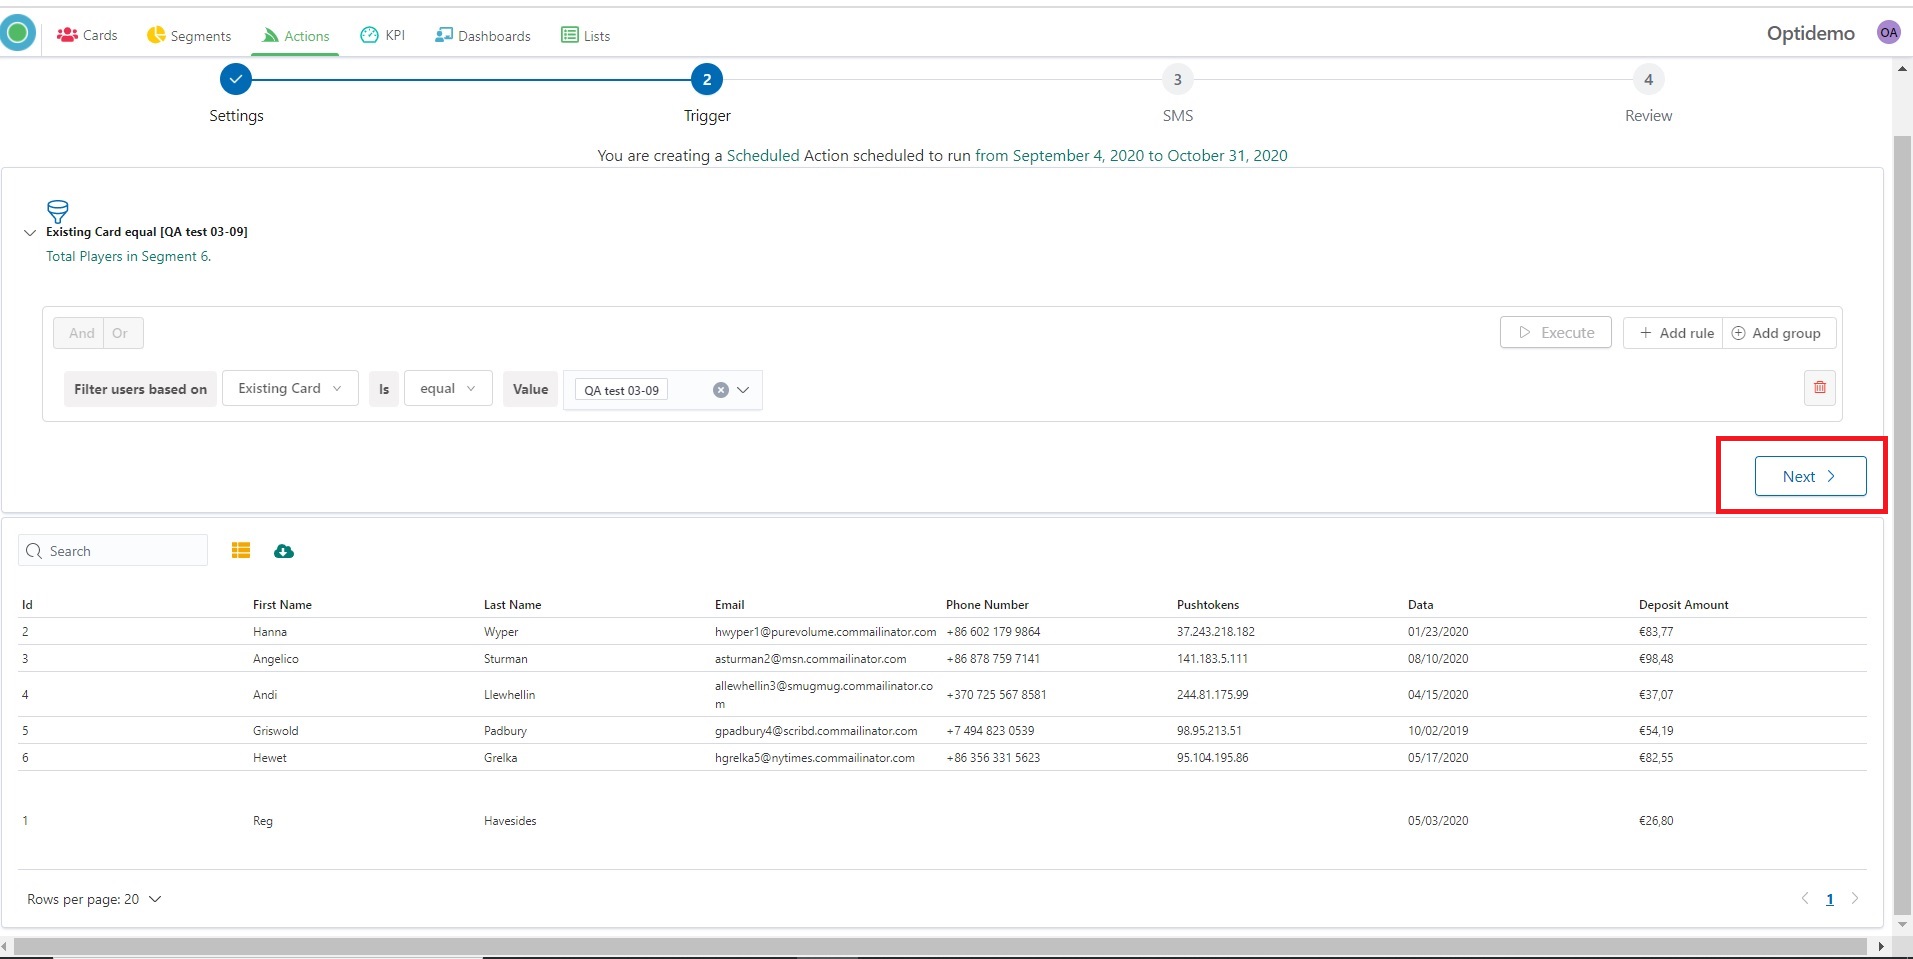 Cards Segments Actions KPI Dashboards Lists Optidemo OA
2 3 4
Settings Trigger SMS Review
You are creating a Scheduled Action scheduled to run from September 4, 2020 to October 31, 2020
Existing Card equal [QA test 03-09]
Total Players in Segment 6.
And Or Execute Add rule Add group
Filter users based on Existing Card Is equal Value QA test 03-09
Next
Search
Id First Name Last Name Email Phone Number Pushtokens Data Deposit Amount
2 Hanna Wyper hwyper1@purevolume.commailinator.com +86 602 179 9864 37.243.218.182 01/23/2020 €83,77
3 Angelico Sturman asturman2@msn.commailinator.com +86 878 759 7141 141.183.5.111 08/10/2020 €98,48
4 Andi Llewhellin allewhellin3@smugmug.commailinator.co +370 725 567 8581 244.81.175.99 04/15/2020 €37,07
m
5 Griswold Padbury gpadbury4@scribd.commailinator.com +7 494 823 0539 98.95.213.51 10/02/2019 €54,19
6 Hewet Grelka hgrelka5@nytimes.commailinator.com +86 356 331 5623 95.104.195.86 05/17/2020 €82,55
1 Reg Havesides 05/03/2020 €26,80
Rows per page: 20 1